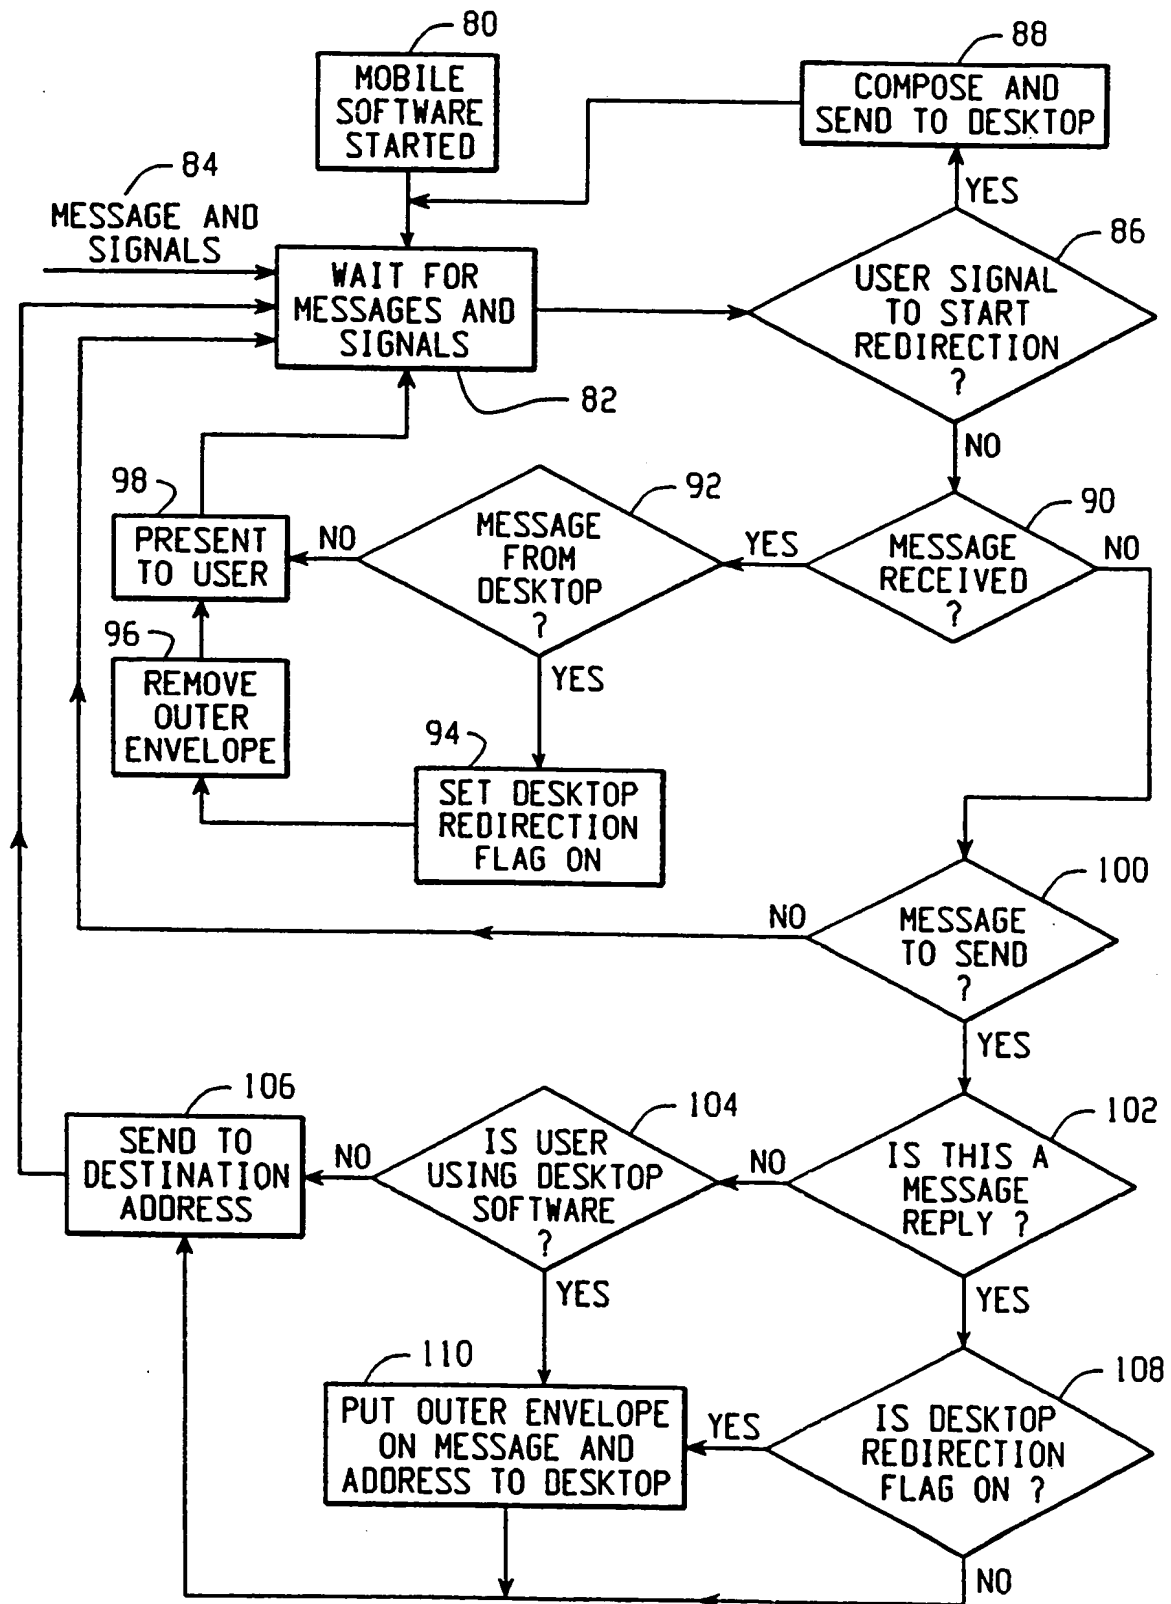 80
MOBILE
SOFTWARE
STARTED
88
COMPOSE AND
SEND TO DESKTOP
84
MESSAGE AND
SIGNALS
YES
86
WAIT FOR
MESSAGES AND
SIGNALS
82
USER SIGNAL
TO START
REDIRECTION
?
NO
98
PRESENT
TO USER
NO
92
MESSAGE
FROM
DESKTOP
?
YES
90
MESSAGE
RECEIVED
?
NO
96
REMOVE
OUTER
ENVELOPE
YES
94
SET DESKTOP
REDIRECTION
FLAG ON
100
NO
MESSAGE
TO SEND
?
YES
106
SEND TO
DESTINATION
ADDRESS
NO
104
IS USER
USING DESKTOP
SOFTWARE
?
NO
102
IS THIS A
MESSAGE
REPLY ?
YES
YES
110
PUT OUTER ENVELOPE
ON MESSAGE AND
ADDRESS TO DESKTOP
YES
108
IS DESKTOP
REDIRECTION
FLAG ON ?
NO